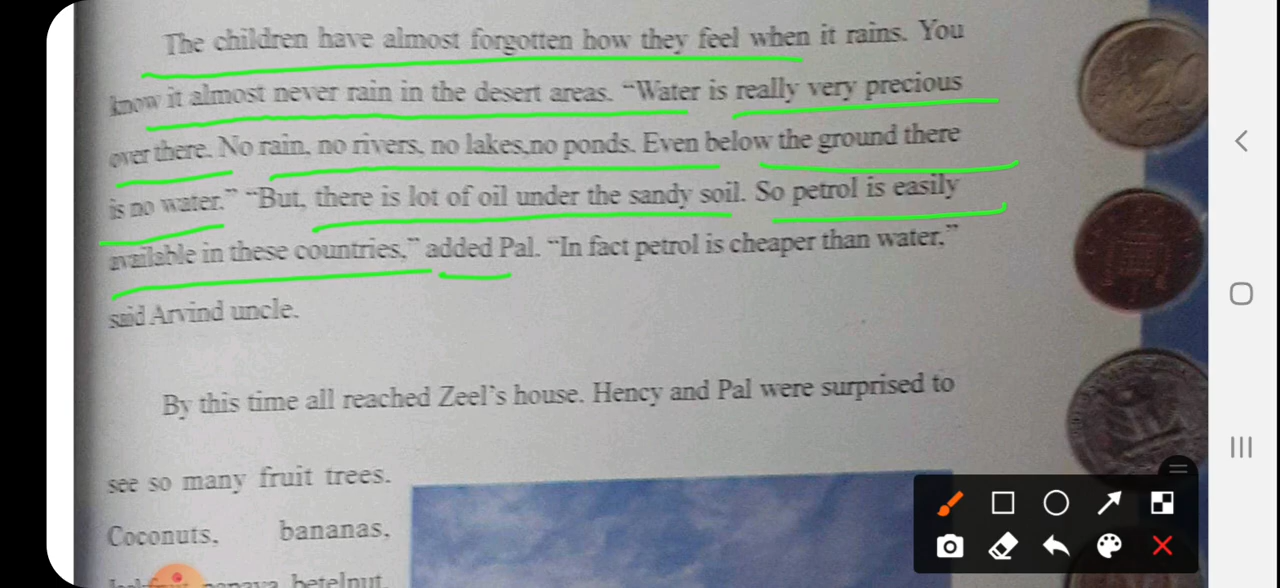 The children have almost forgotten how they feel when it rains. You
know it almost never rain in the desert areas. “Water is really very precious
over there. No rain, no rivers, no lakes,no ponds. Even below the ground there
is no water.” “But, there is lot of oil under the sandy soil. So petrol is easily
available in these countries,” added Pal. “In fact petrol is cheaper than water,”
said Arvind uncle.
By this time all reached Zeel’s house. Hency and Pal were surprised to
see so many fruit trees.
Coconuts, bananas,
betelnut,